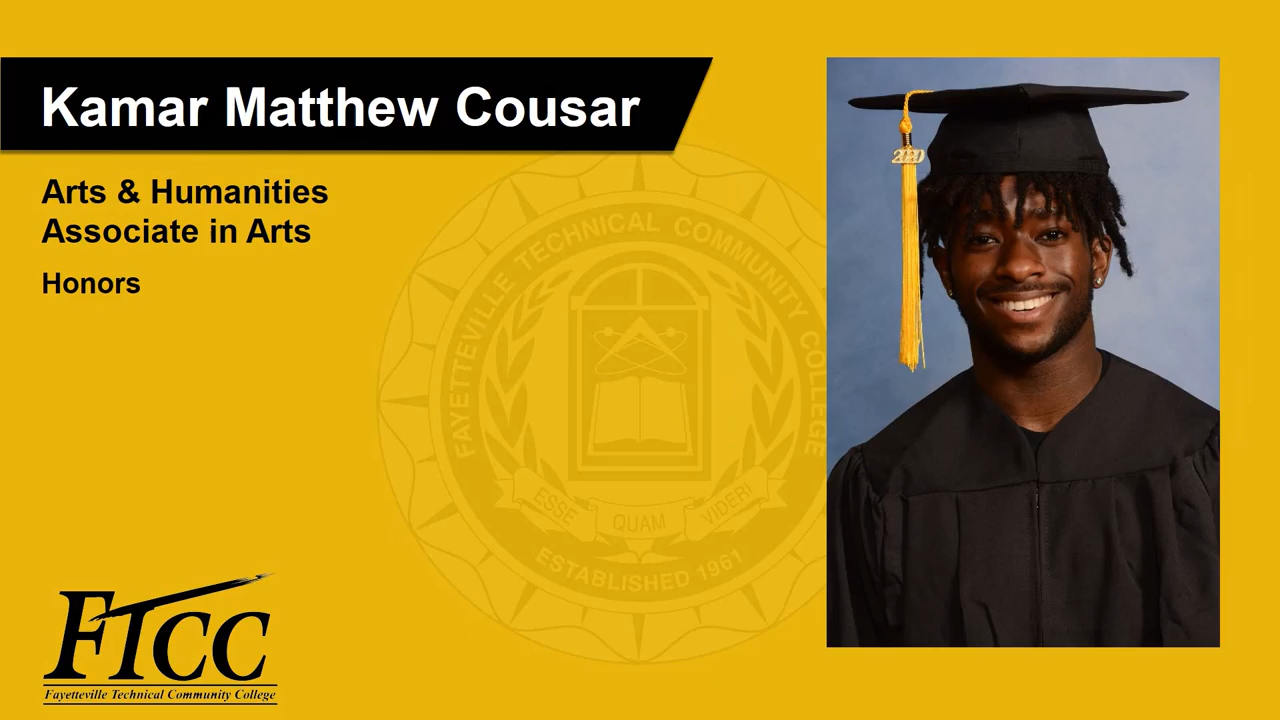 Kamar Matthew Cousar
Arts & Humanities
Associate in Arts
Honors
FAYETTEVILLE TECHNICAL COMMUNITY COLLEGE
ESSE QUAM VIDERI
ESTABLISHED 1961
2020
FTCC
Fayetteville Technical Community College